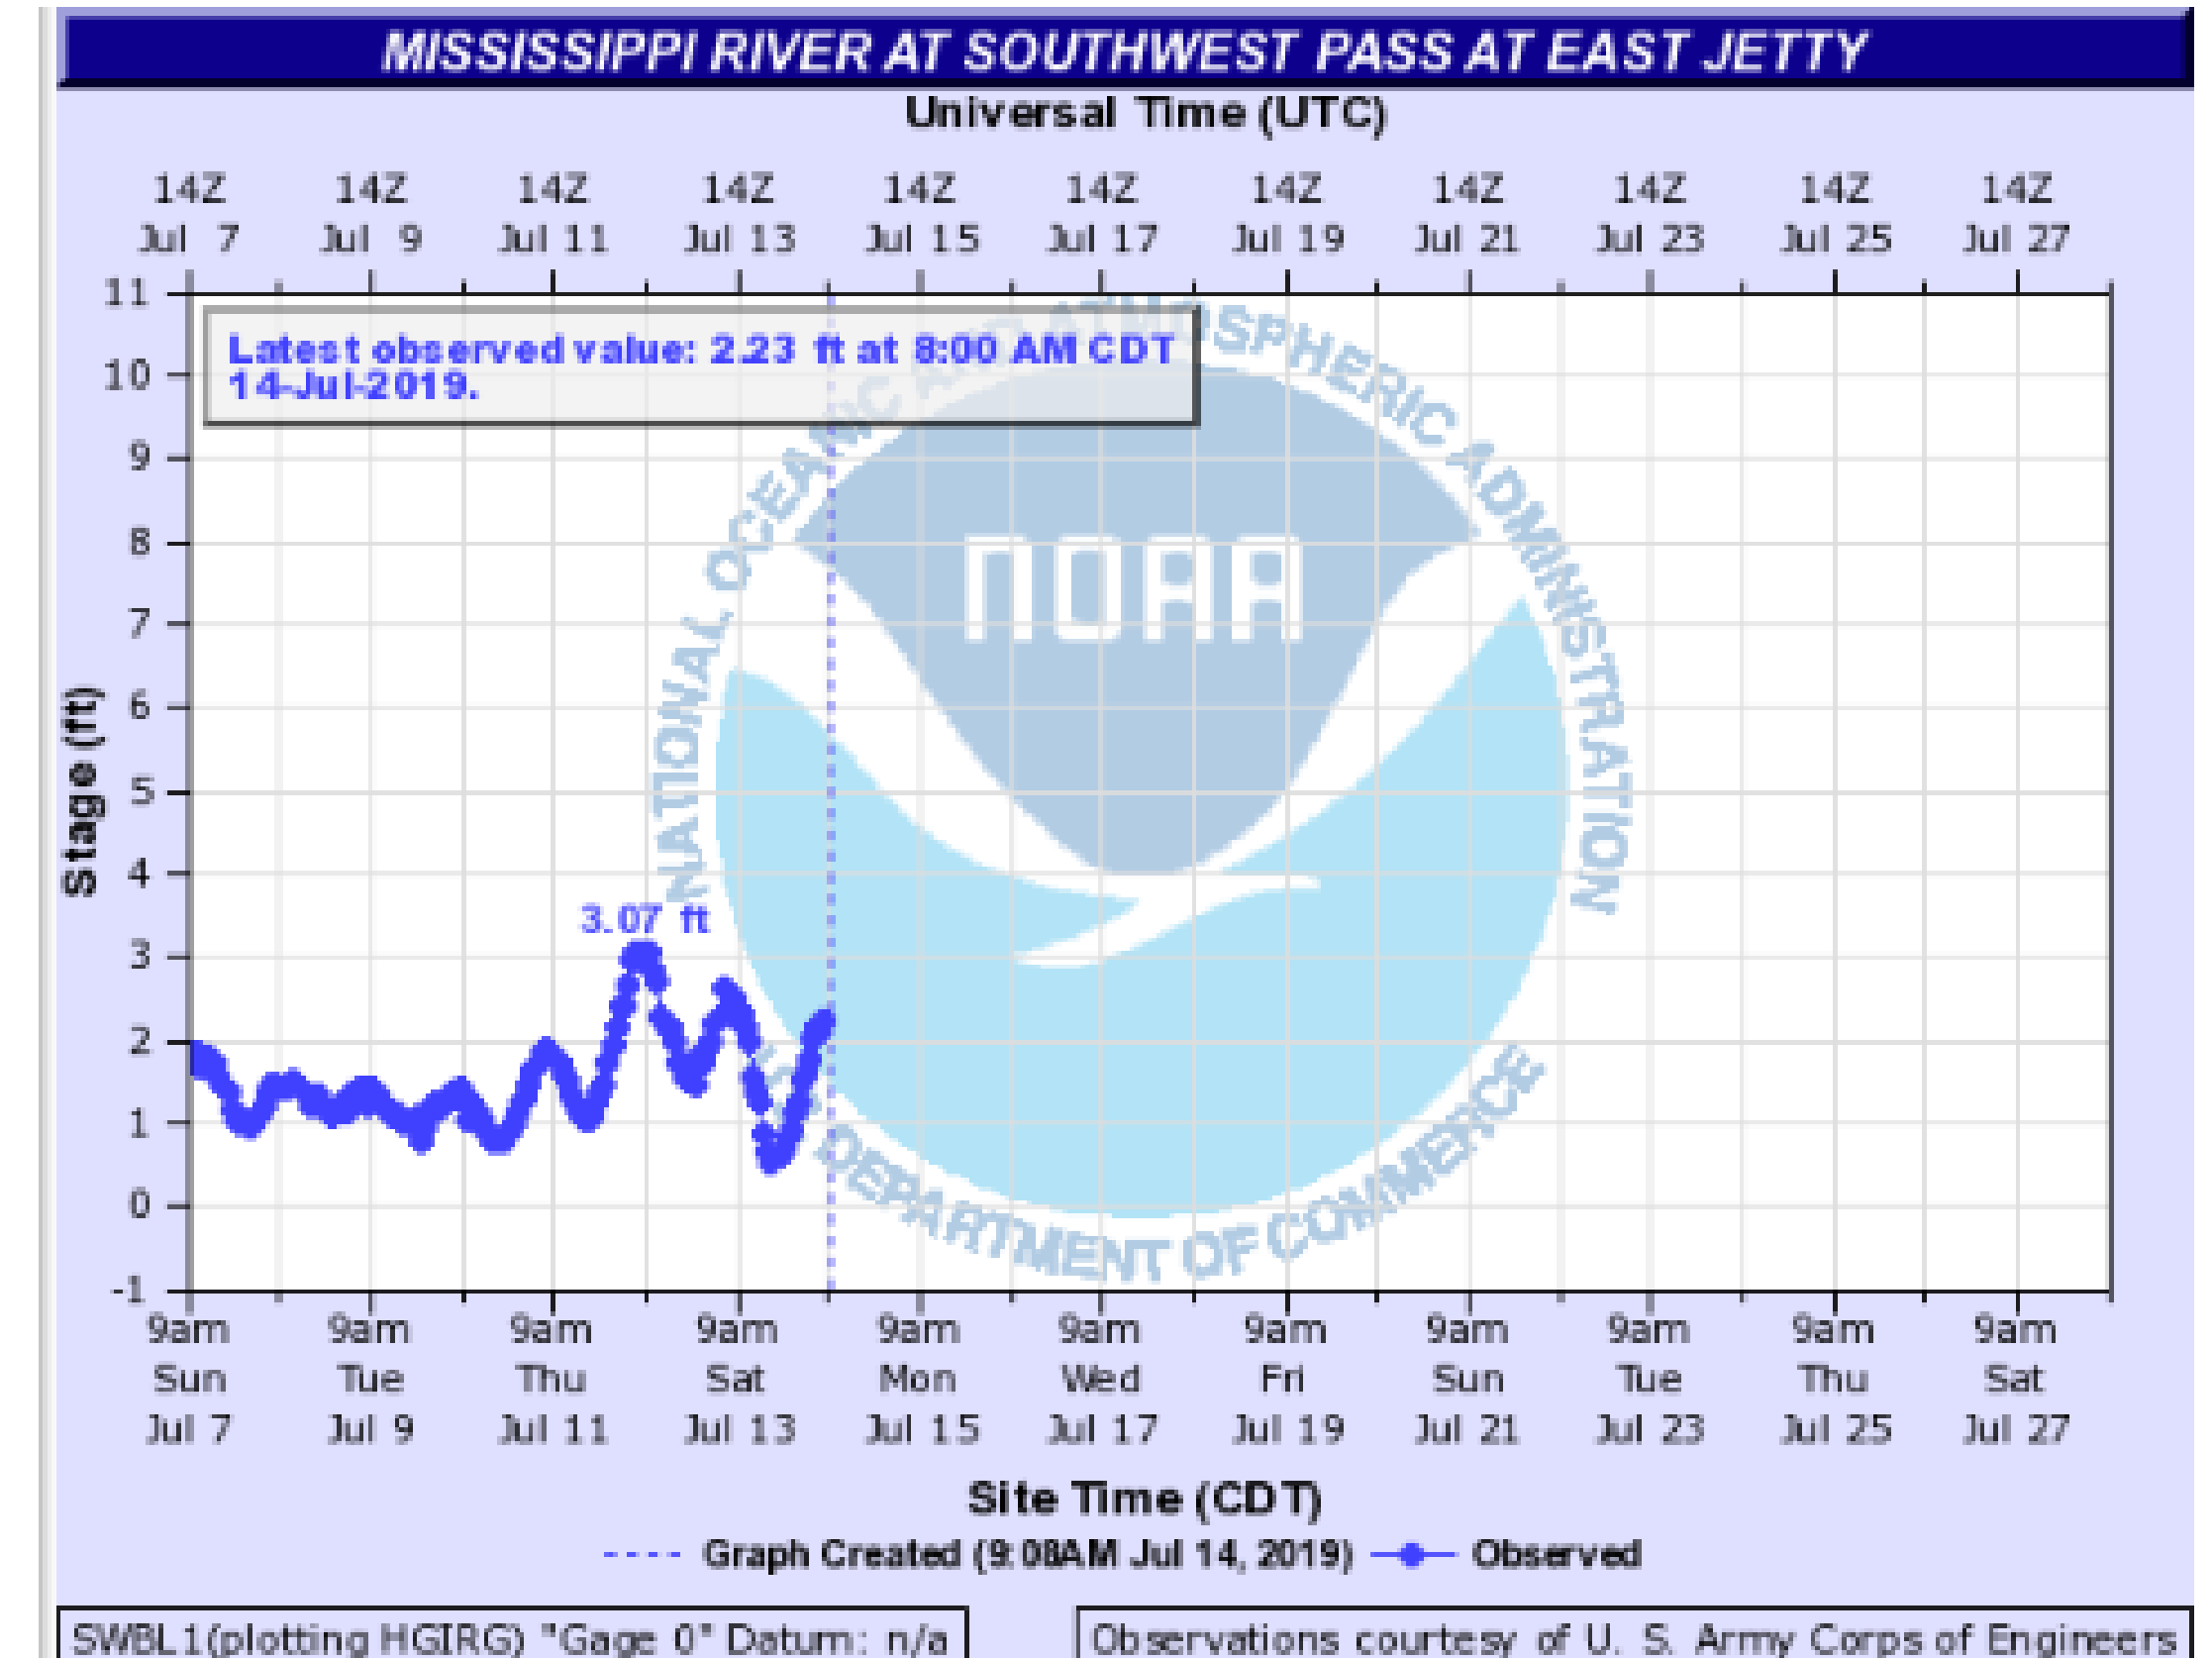 MISSISSIPPI RIVER AT SOUTHWEST PASS AT EAST JETTY
Universal Time (UTC)
14Z 14Z 14Z 14Z 14Z 14Z 14Z 14Z 14Z 14Z 14Z
Jul 7 Jul 9 Jul 11 Jul 13 Jul 15 Jul 17 Jul 19 Jul 21 Jul 23 Jul 25 Jul 27
Latest observed value: 2.23 ft at 8:00 AM CDT
14-Jul-2019.
NATIONAL OCEANIC AND ATMOSPHERIC ADMINISTRATION
NOAA
DEPARTMENT OF COMMERCE
Stage (ft)
11
10
9
8
7
6
5
4
3
2
1
0
-1
3.07 ft
9am 9am 9am 9am 9am 9am 9am 9am 9am 9am 9am
Sun Tue Thu Sat Mon Wed Fri Sun Tue Thu Sat
Jul 7 Jul 9 Jul 11 Jul 13 Jul 15 Jul 17 Jul 19 Jul 21 Jul 23 Jul 25 Jul 27
Site Time (CDT)
Graph Created (9:08AM Jul 14, 2019) Observed
SWBL1(plotting HGIRG) "Gage 0" Datum: n/a
Observations courtesy of U. S. Army Corps of Engineers